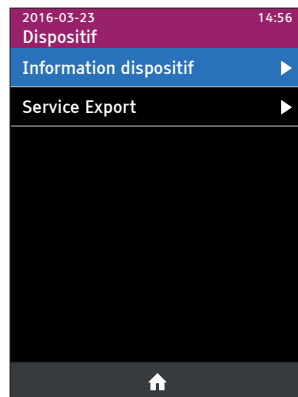 2016-03-23 14:56
Dispositif
Information dispositif
Service Export